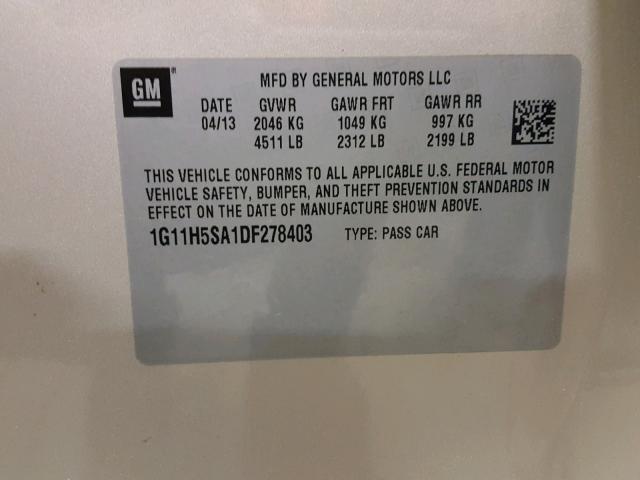 GM
MFD BY GENERAL MOTORS LLC
DATE GVWR GAWR FRT GAWR RR
04/13 2046 KG 1049 KG 997 KG
4511 LB 2312 LB 2199 LB
THIS VEHICLE CONFORMS TO ALL APPLICABLE U.S. FEDERAL MOTOR
VEHICLE SAFETY, BUMPER, AND THEFT PREVENTION STANDARDS IN
EFFECT ON THE DATE OF MANUFACTURE SHOWN ABOVE.
1G11H5SA1DF278403 TYPE: PASS CAR